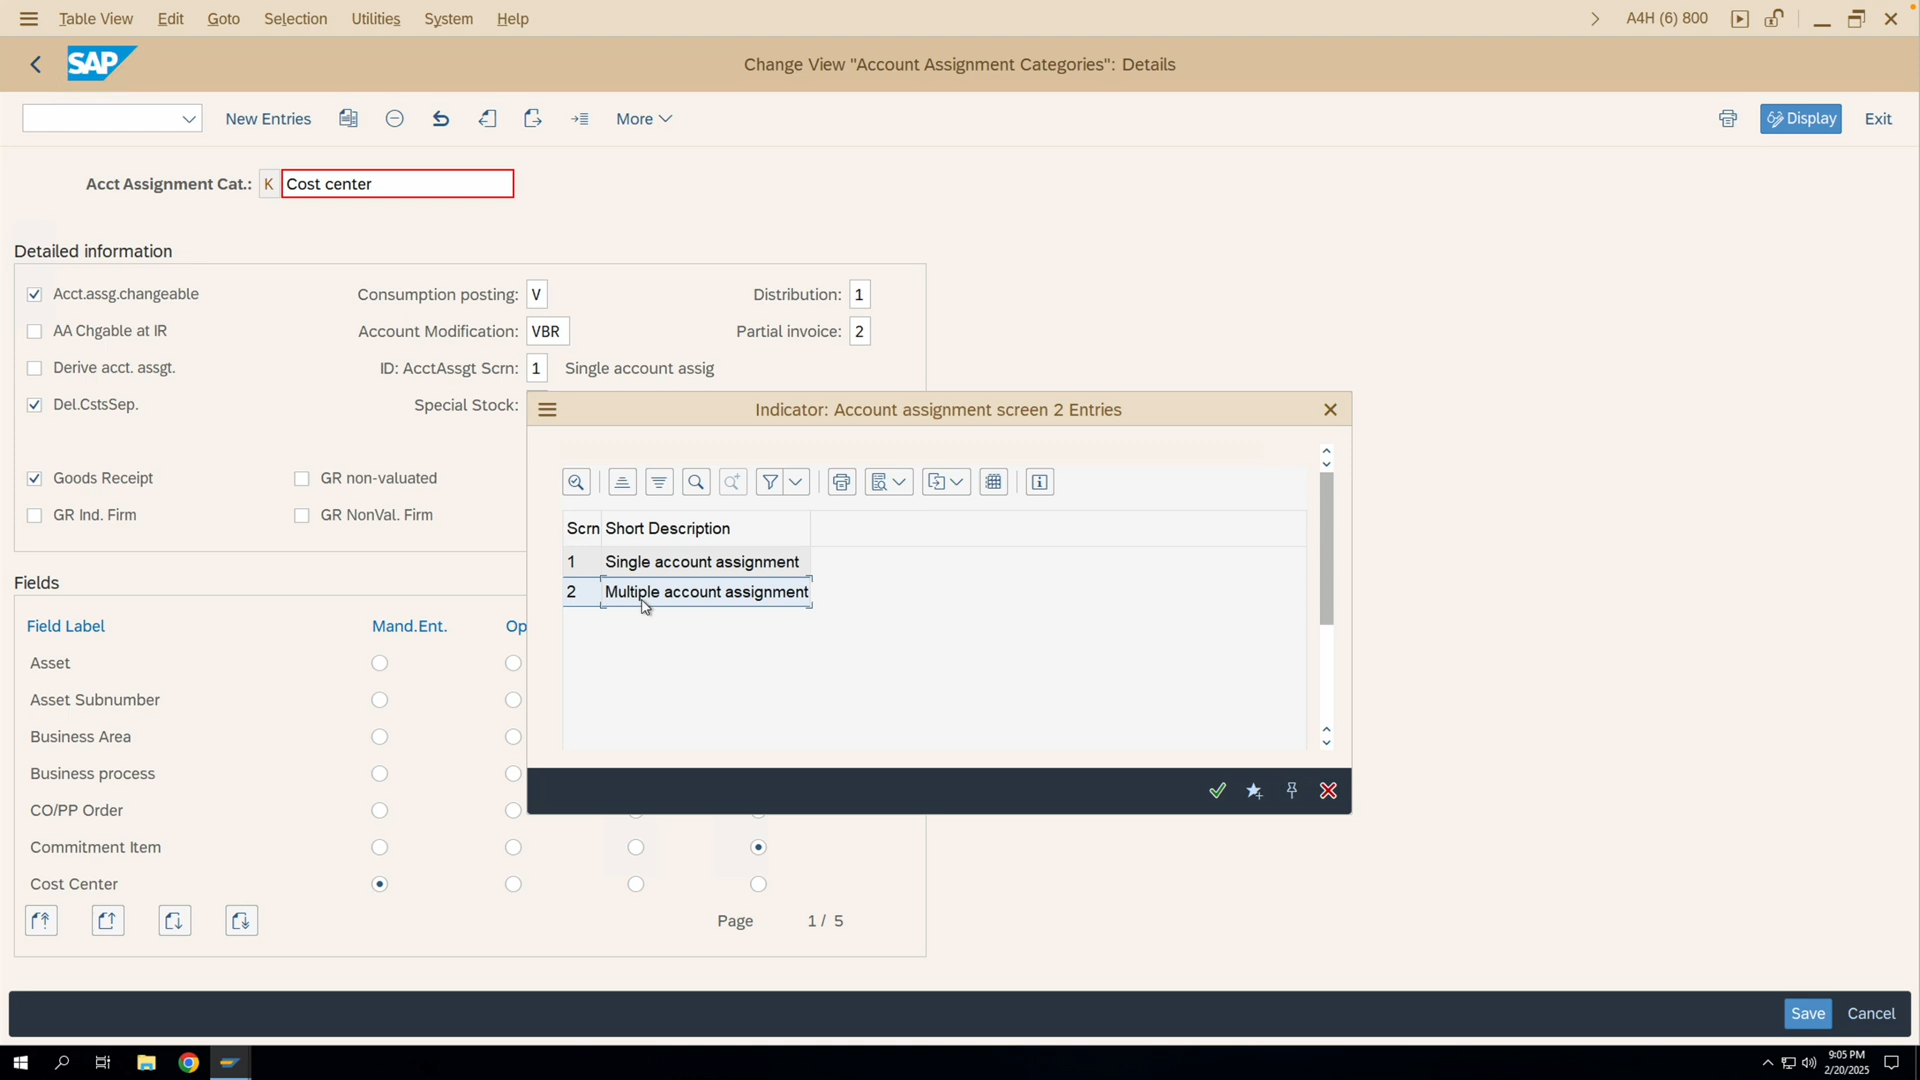 Table View Edit Goto Selection Utilities System Help A4H (6) 800
SAP Change View "Account Assignment Categories": Details
New Entries More Display Exit
Acct Assignment Cat.: K Cost center
Detailed information
Acct.assg.changeable Consumption posting: V Distribution: 1
AA Chgable at IR Account Modification: VBR Partial invoice: 2
Derive acct. assgt. ID: AcctAssgt Scrn: 1 Single account assig
Del.CstsSep. Special Stock:
Indicator: Account assignment screen 2 Entries
Goods Receipt GR non-valuated
GR Ind. Firm GR NonVal. Firm
Scrn Short Description
1 Single account assignment
2 Multiple account assignment
Fields
Field Label Mand.Ent. Op
Asset
Asset Subnumber
Business Area
Business process
CO/PP Order
Commitment Item
Cost Center
Page 1 / 5
Save Cancel
9:05 PM
2/20/2025